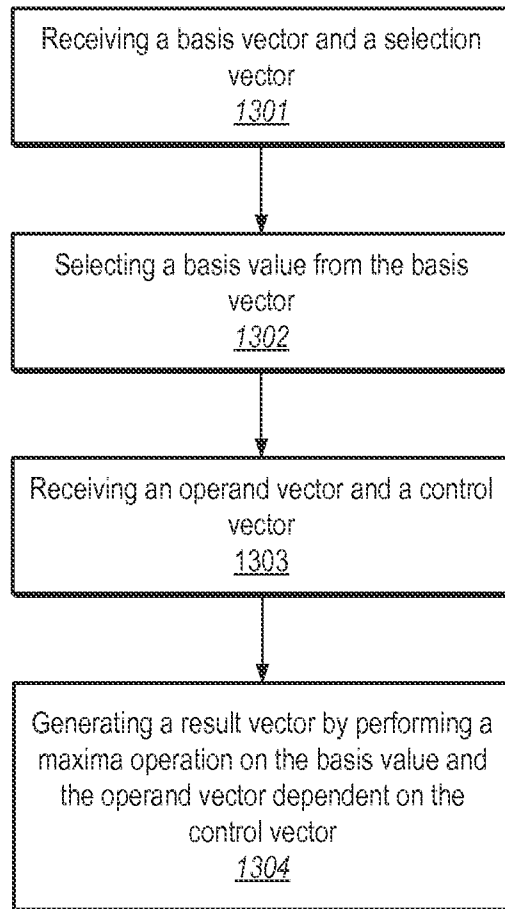 Receiving a basis vector and a selection
vector
1301
Selecting a basis value from the basis
vector
1302
Receiving an operand vector and a control
vector
1303
Generating a result vector by performing a
maxima operation on the basis value and
the operand vector dependent on the
control vector
1304